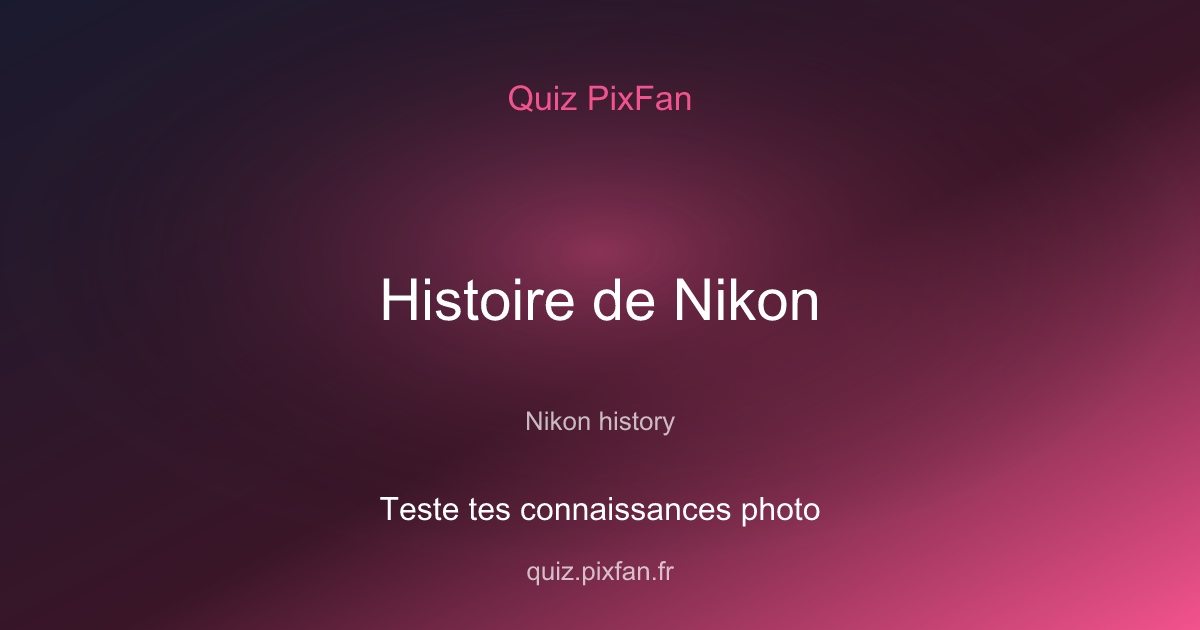 Quiz PixFan
Histoire de Nikon
Nikon history
Teste tes connaissances photo
quiz.pixfan.fr